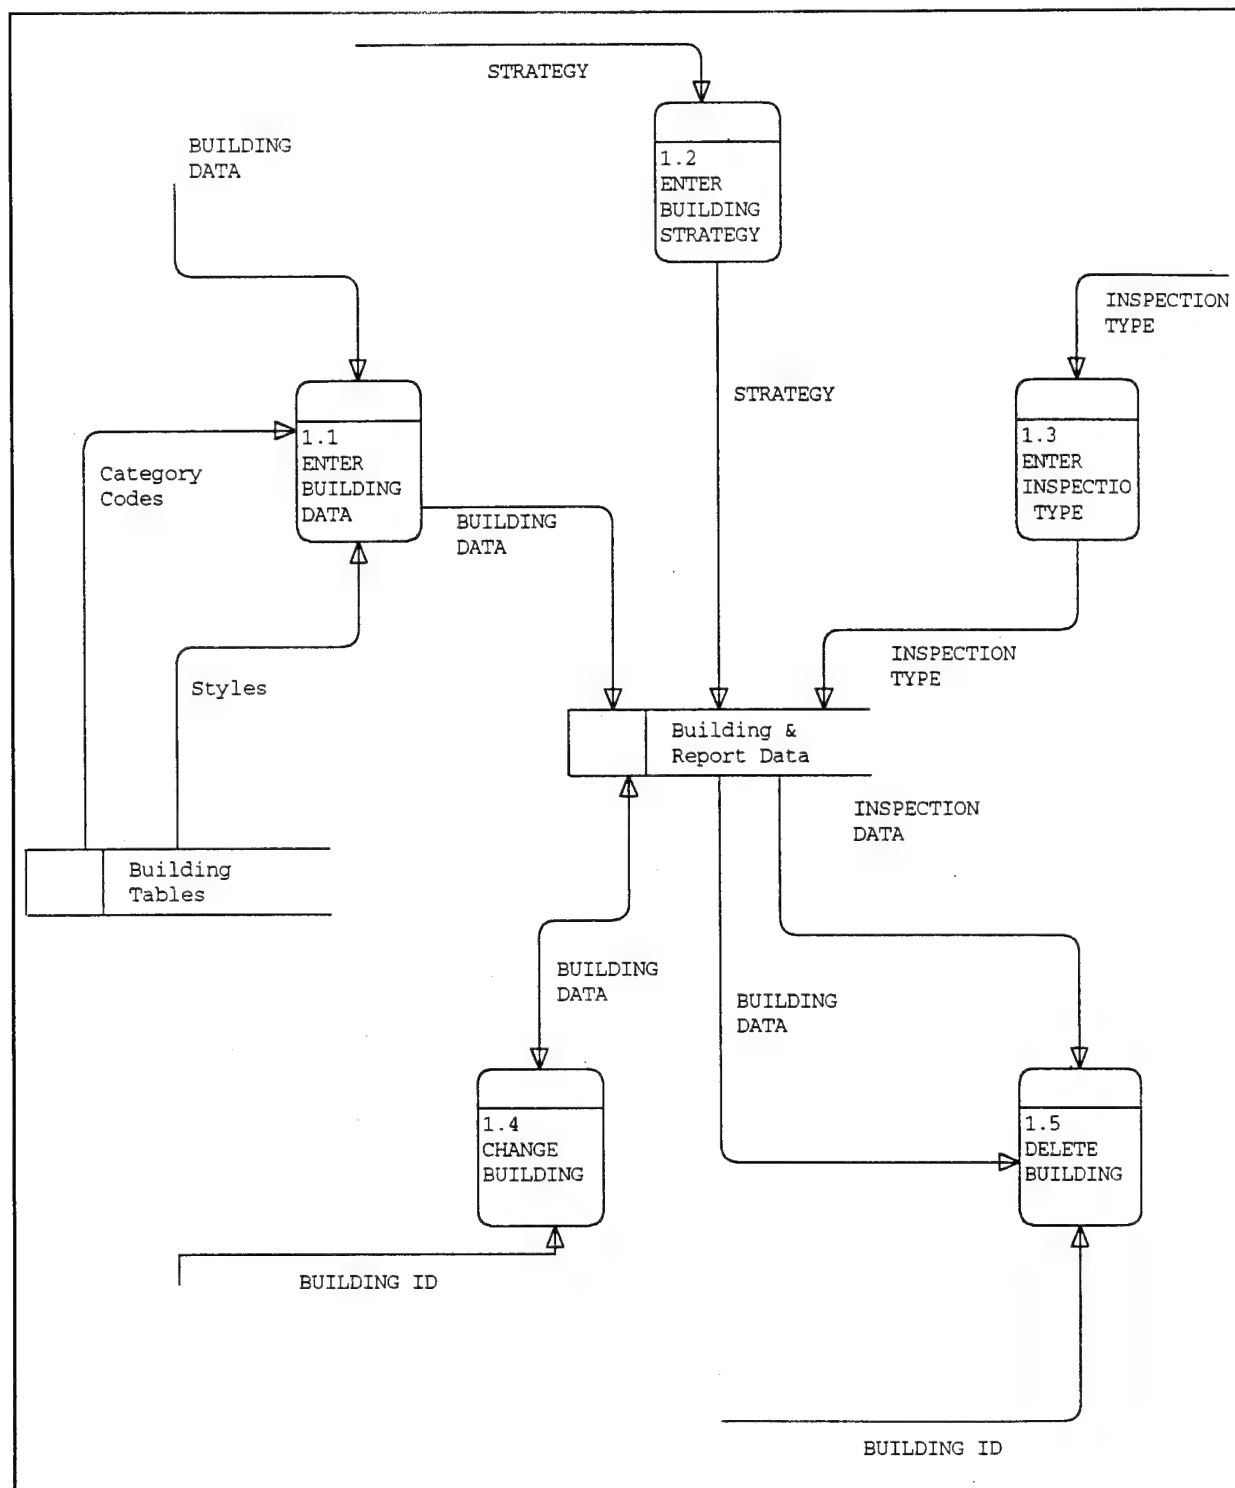 STRATEGY
BUILDING
DATA
1.2
ENTER
BUILDING
STRATEGY
INSPECTION
TYPE
STRATEGY
1.1
ENTER
BUILDING
DATA
1.3
ENTER
INSPECTIO
TYPE
Category
Codes
BUILDING
DATA
INSPECTION
TYPE
Styles
Building &
Report Data
INSPECTION
DATA
Building
Tables
BUILDING
DATA
BUILDING
DATA
1.4
CHANGE
BUILDING
1.5
DELETE
BUILDING
BUILDING ID
BUILDING ID